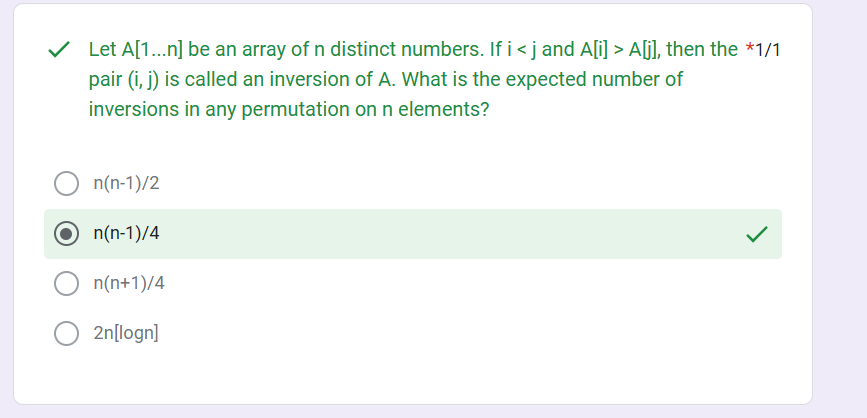 Let A[1...n] be an array of n distinct numbers. If i < j and A[i] > A[j], then the *1/1
pair (i, j) is called an inversion of A. What is the expected number of
inversions in any permutation on n elements?
n(n-1)/2
n(n-1)/4
n(n+1)/4
2n[logn]